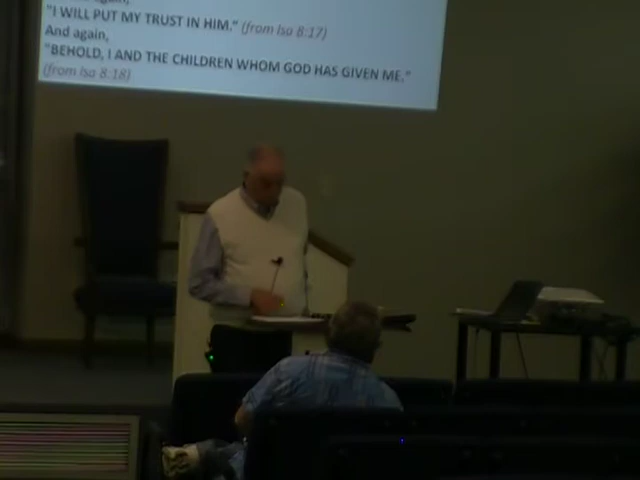 "I WILL PUT MY TRUST IN HIM." (from Isa 8:17)
And again,
"BEHOLD, I AND THE CHILDREN WHOM GOD HAS GIVEN ME."
(from Isa 8:18)